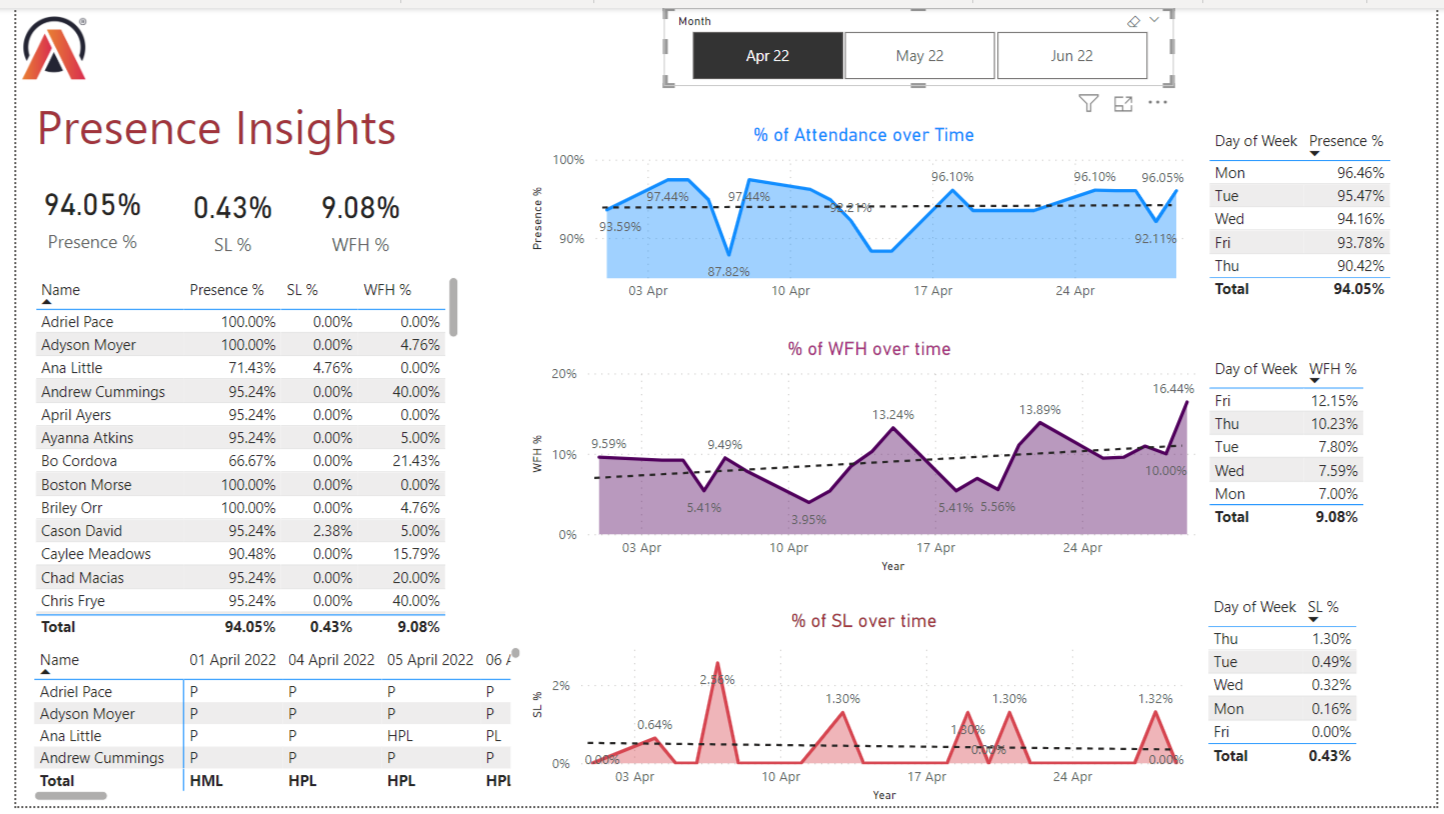 Month
Apr 22 May 22 Jun 22
Presence Insights
94.05% 0.43% 9.08%
Presence % SL % WFH %
Name Presence % SL % WFH %
Adriel Pace 100.00% 0.00% 0.00%
Adyson Moyer 100.00% 0.00% 4.76%
Ana Little 71.43% 4.76% 0.00%
Andrew Cummings 95.24% 0.00% 40.00%
April Ayers 95.24% 0.00% 0.00%
Ayanna Atkins 95.24% 0.00% 5.00%
Bo Cordova 66.67% 0.00% 21.43%
Boston Morse 100.00% 0.00% 0.00%
Briley Orr 100.00% 0.00% 4.76%
Cason David 95.24% 2.38% 5.00%
Caylee Meadows 90.48% 0.00% 15.79%
Chad Macias 95.24% 0.00% 20.00%
Chris Frye 95.24% 0.00% 40.00%
Total 94.05% 0.43% 9.08%
Name 01 April 2022 04 April 2022 05 April 2022 06
Adriel Pace P P P P
Adyson Moyer P P P P
Ana Little P P HPL PL
Andrew Cummings P P P P
Total HML HPL HPL HPL
% of Attendance over Time
Presence %
100%
90%
93.59% 97.44% 87.82% 97.44% 92.21% 96.10% 96.10% 92.11% 96.05%
03 Apr 10 Apr 17 Apr 24 Apr
% of WFH over time
WFH %
20%
10%
0%
9.59% 5.41% 9.49% 3.95% 13.24% 5.41% 5.56% 13.89% 10.00% 16.44%
03 Apr 10 Apr 17 Apr 24 Apr
Year
% of SL over time
SL %
2%
0%
0.00% 0.64% 2.56% 1.30% 1.30% 0.00% 1.30% 1.32% 0.00%
03 Apr 10 Apr 17 Apr 24 Apr
Year
Day of Week Presence %
Mon 96.46%
Tue 95.47%
Wed 94.16%
Fri 93.78%
Thu 90.42%
Total 94.05%
Day of Week WFH %
Fri 12.15%
Thu 10.23%
Tue 7.80%
Wed 7.59%
Mon 7.00%
Total 9.08%
Day of Week SL %
Thu 1.30%
Tue 0.49%
Wed 0.32%
Mon 0.16%
Fri 0.00%
Total 0.43%